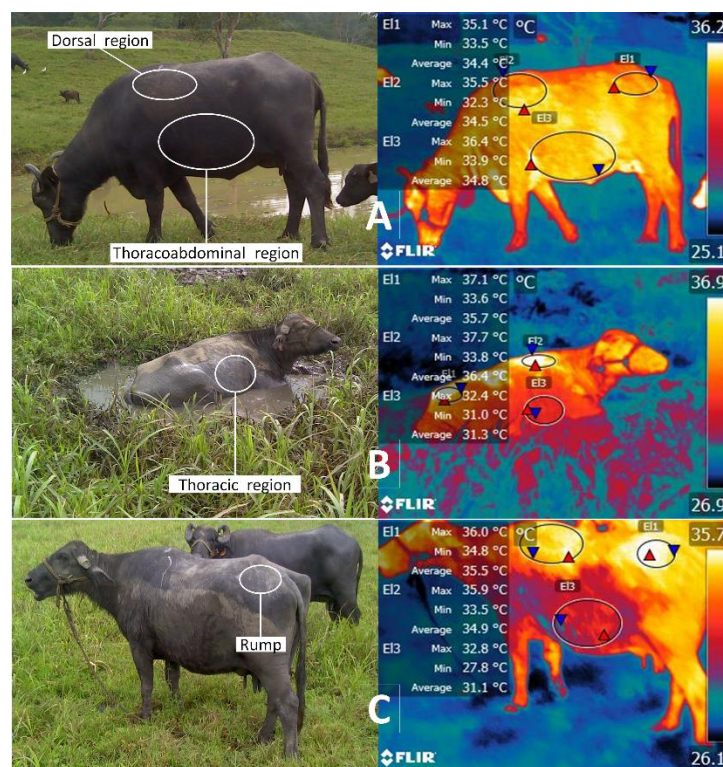 Dorsal region
Thoracoabdominal region
A
El1 Max 35.1 °C
Min 33.5 °C
Average 34.4 °C
El2 Max 35.5 °C
Min 32.3 °C
Average 34.5 °C
El3 Max 36.4 °C
Min 33.9 °C
Average 34.8 °C
°C
36.2
El2
El1
El3
25.1
FLIR
Thoracic region
B
El1 Max 37.1 °C
Min 33.6 °C
Average 35.7 °C
El2 Max 37.7 °C
Min 33.8 °C
Average 36.4 °C
El3 Max 32.4 °C
Min 31.0 °C
Average 31.3 °C
°C
36.9
El2
El1
El3
26.9
FLIR
Rump
C
El1 Max 36.0 °C
Min 34.8 °C
Average 35.5 °C
El2 Max 35.9 °C
Min 33.5 °C
Average 34.9 °C
El3 Max 32.8 °C
Min 27.8 °C
Average 31.1 °C
°C
35.7
El1
El3
26.1
FLIR